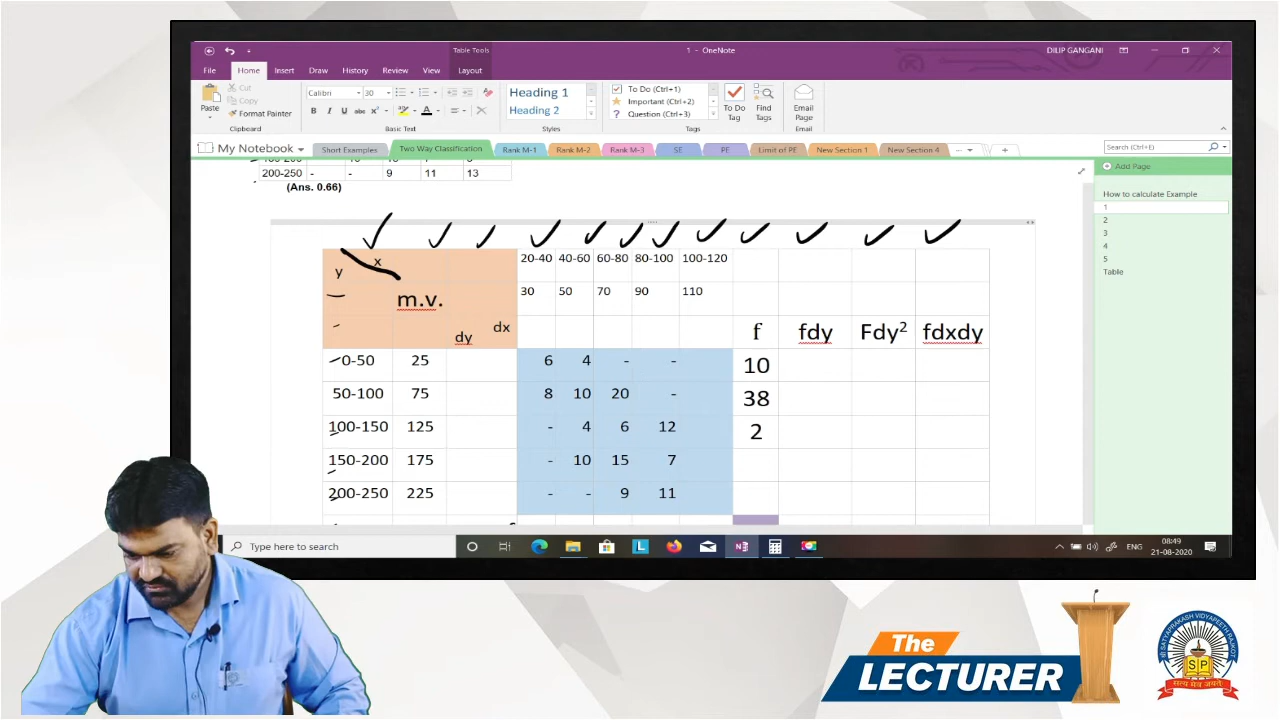 Table Tools
1 - OneNote
DILIP GANGANI
File Home Insert Draw History Review View Layout
Paste
Cut
Copy
Format Painter
Clipboard
Calibri 30
B I U abc x² A
Basic Text
Heading 1
Heading 2
Styles
To Do (Ctrl+1)
Important (Ctrl+2)
? Question (Ctrl+3)
Tags
To Do Tag
Find Tags
Email Page
Email
My Notebook
Short Examples Two Way Classification Rank M-1 Rank M-2 Rank M-3 SE PE Limit of PE New Section 1 New Section 4
Search (Ctrl+E)
Add Page
How to calculate Example
1
2
3
4
5
Table
200-250 - - 9 11 13
(Ans. 0.66)
y x 20-40 40-60 60-80 80-100 100-120
m.v. 30 50 70 90 110
dy dx f fdy Fdy² fdxdy
0-50 25 6 4 - - 10
50-100 75 8 10 20 - 38
100-150 125 - 4 6 12 2
150-200 175 - 10 15 7
200-250 225 - - 9 11
Type here to search
ENG
08:49
21-08-2020
The
LECTURER
SP